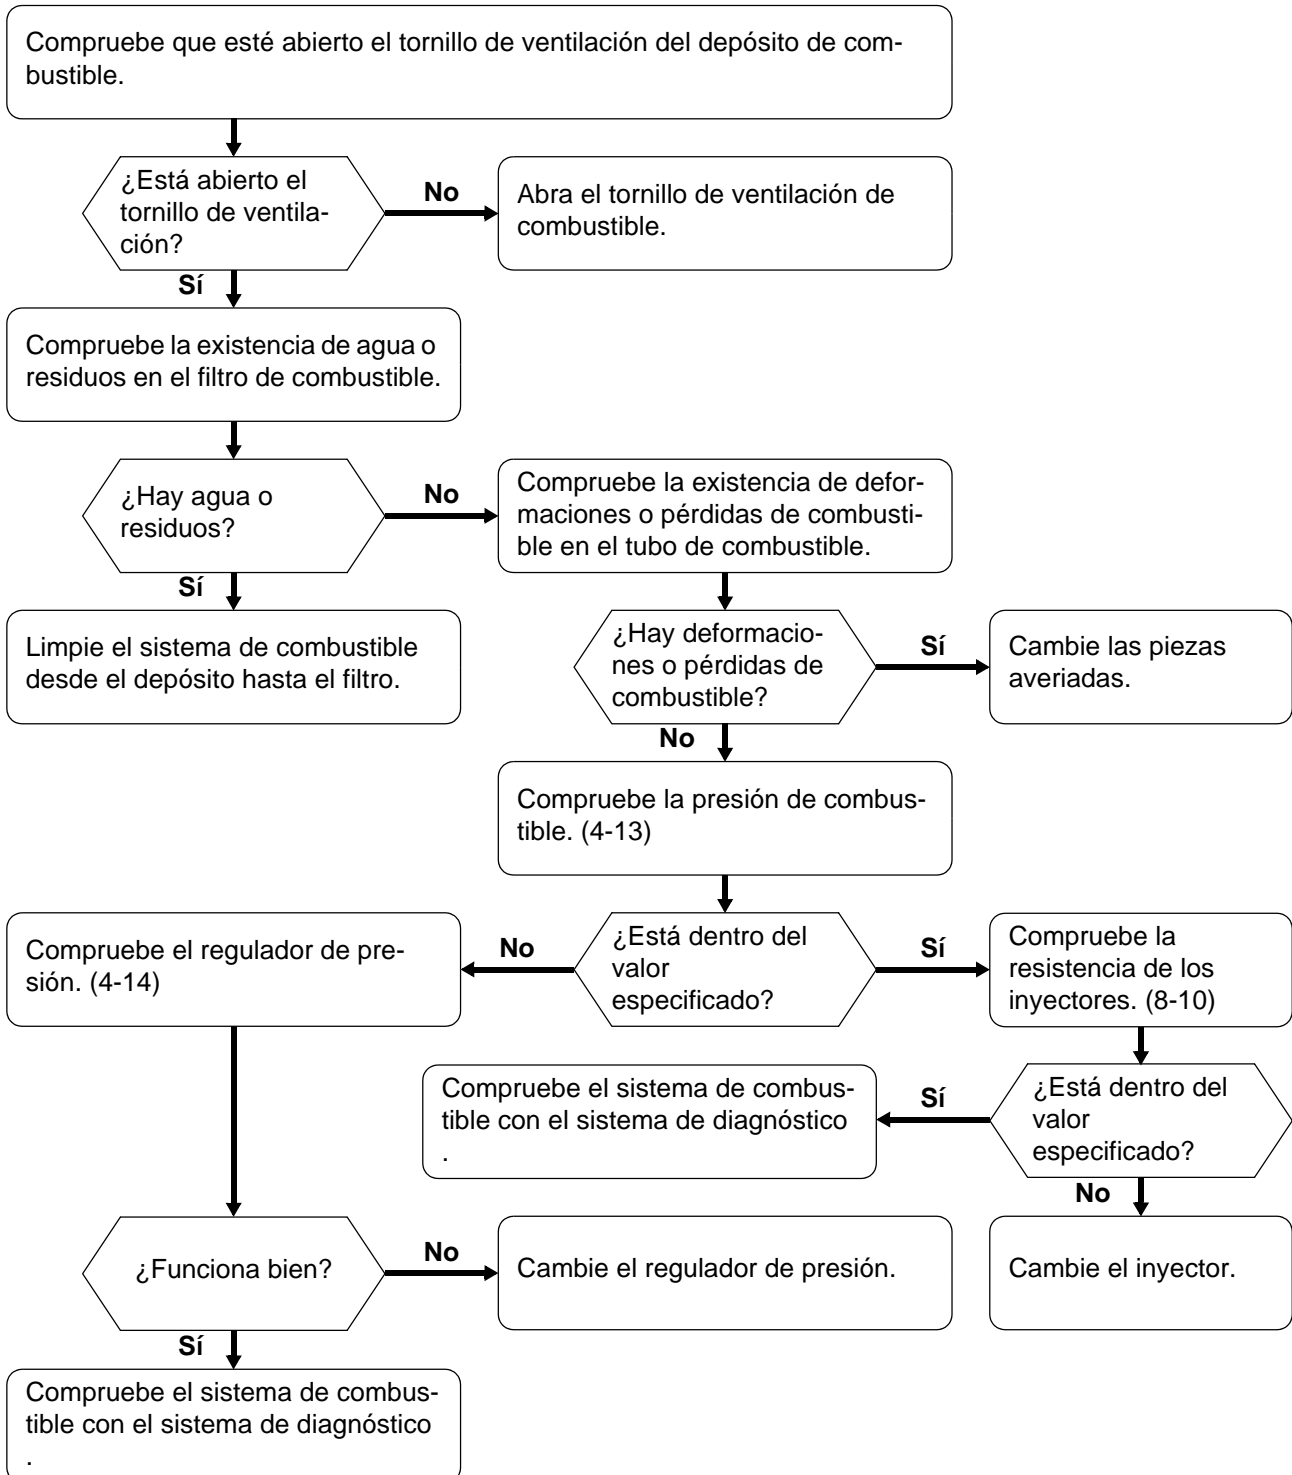 Compruebe que esté abierto el tornillo de ventilación del depósito de com-
bustible.
¿Está abierto el
tornillo de ventila-
ción?
No
Abra el tornillo de ventilación de
combustible.
Sí
Compruebe la existencia de agua o
residuos en el filtro de combustible.
¿Hay agua o
residuos?
No
Compruebe la existencia de defor-
maciones o pérdidas de combusti-
ble en el tubo de combustible.
Sí
Limpie el sistema de combustible
desde el depósito hasta el filtro.
¿Hay deformacio-
nes o pérdidas de
combustible?
Sí
Cambie las piezas
averiadas.
No
Compruebe la presión de combus-
tible. (4-13)
Compruebe el regulador de pre-
sión. (4-14)
No
¿Está dentro del
valor
especificado?
Sí
Compruebe la
resistencia de los
inyectores. (8-10)
Compruebe el sistema de combus-
tible con el sistema de diagnóstico
.
Sí
¿Está dentro del
valor
especificado?
No
¿Funciona bien?
No
Cambie el regulador de presión.
Cambie el inyector.
Sí
Compruebe el sistema de combus-
tible con el sistema de diagnóstico
.